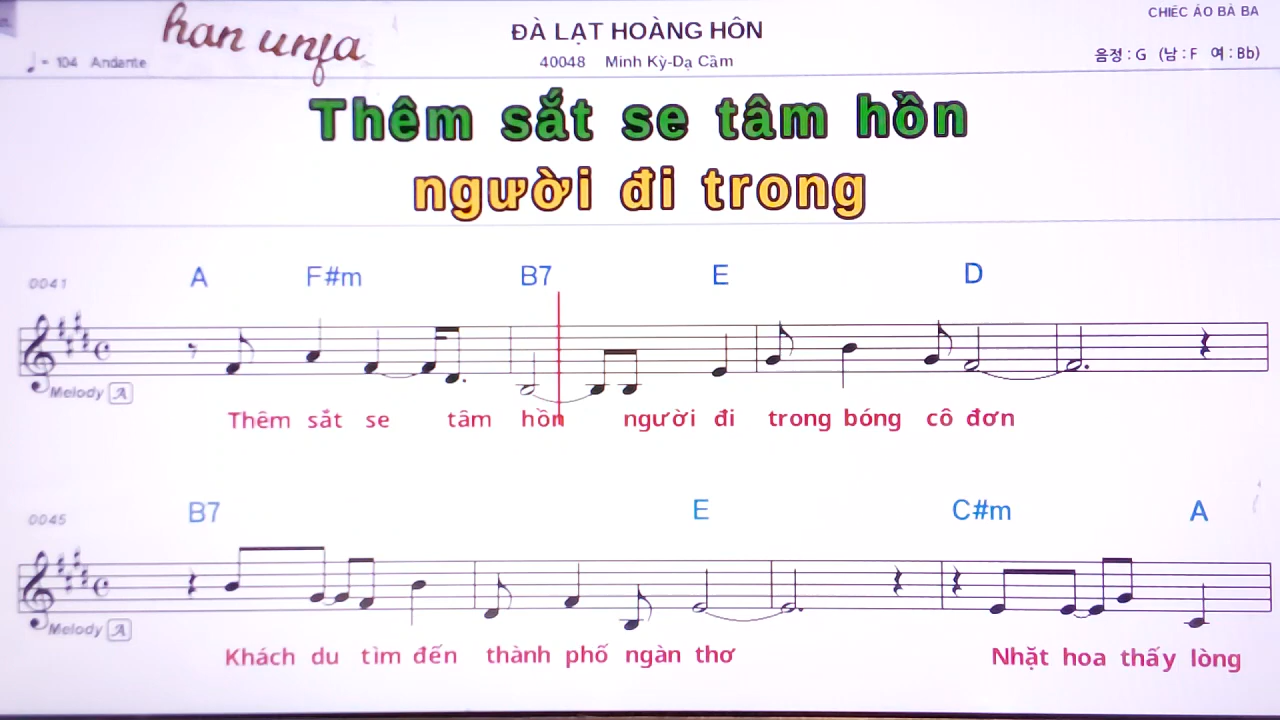 CHIẾC ÁO BÀ BA
han unja
ĐÀ LẠT HOÀNG HÔN
♩ = 104 Andante
40048 Minh Kỳ-Dạ Cầm
음정 : G (남 : F 여 : Bb)
Thêm sắt se tâm hồn
người đi trong
0041
A F#m B7 E D
Melody A
Thêm sắt se tâm hồn người đi trong bóng cô đơn
0045
B7 E C#m A
Melody A
Khách du tìm đến thành phố ngàn thơ Nhặt hoa thấy lòng